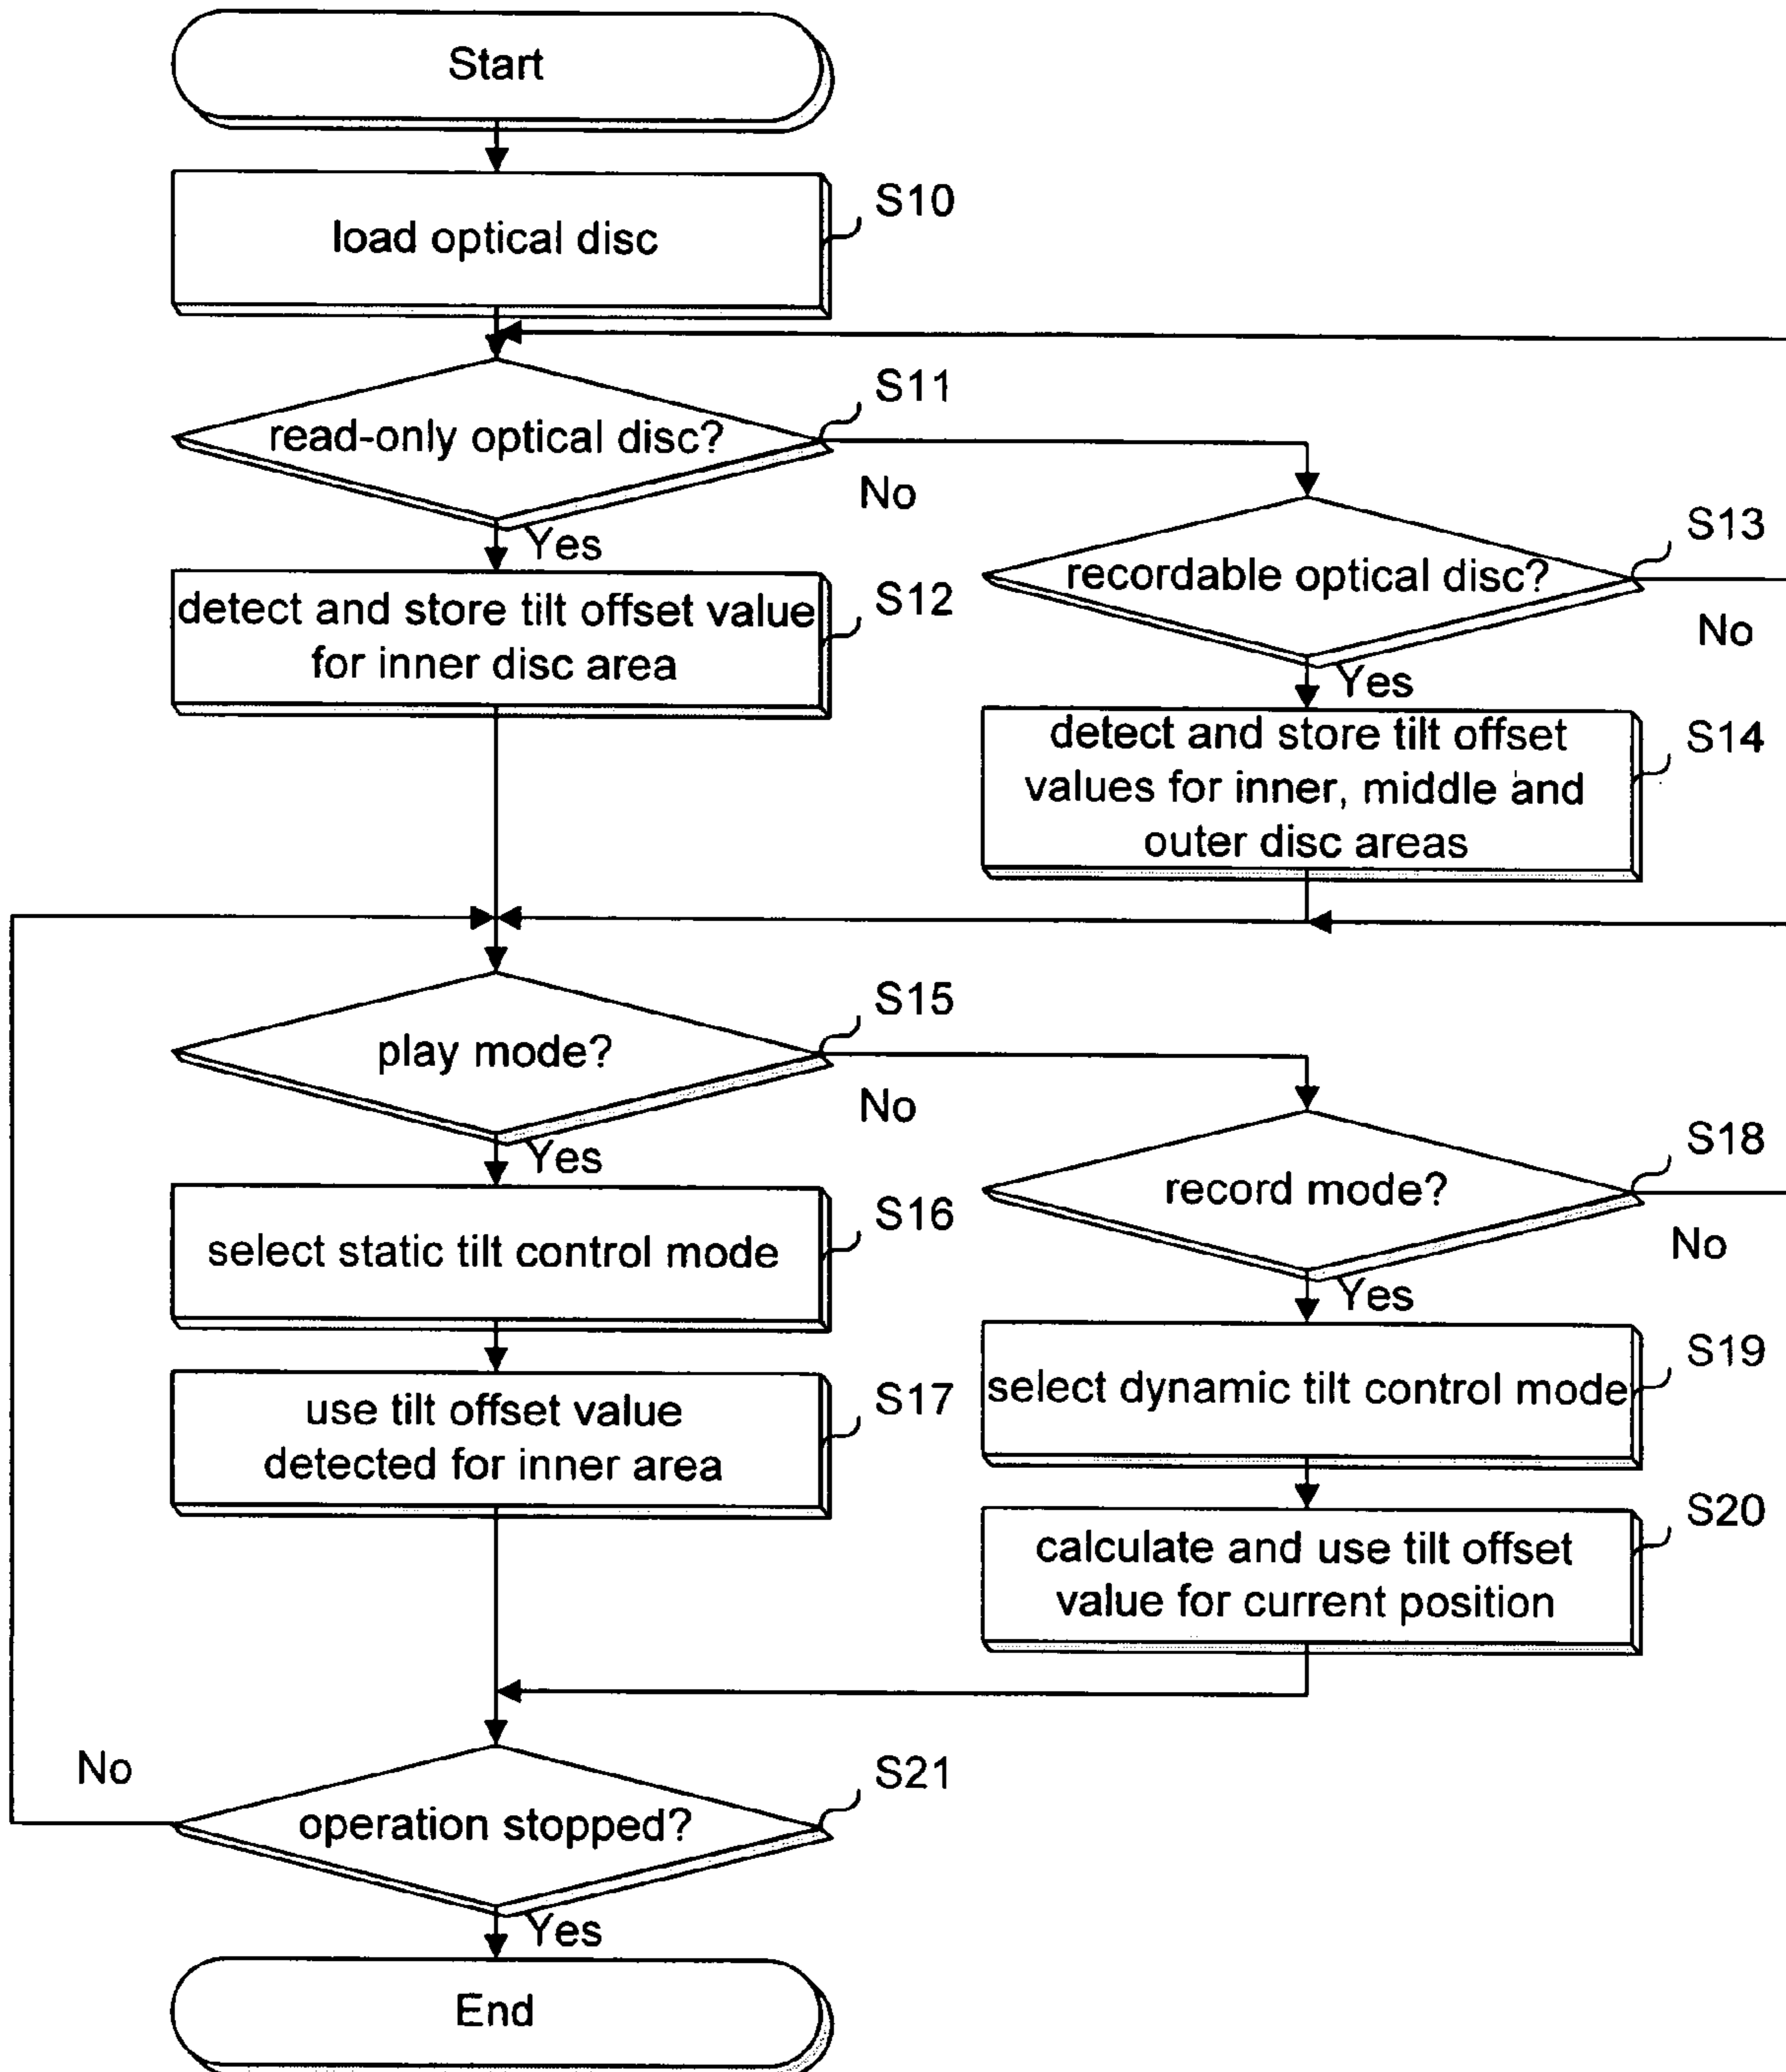 Start
load optical disc
S10
read-only optical disc?
S11
No
Yes
detect and store tilt offset value
for inner disc area
S12
recordable optical disc?
S13
No
Yes
detect and store tilt offset
values for inner, middle and
outer disc areas
S14
play mode?
S15
No
Yes
select static tilt control mode
S16
use tilt offset value
detected for inner area
S17
record mode?
S18
No
Yes
select dynamic tilt control mode
S19
calculate and use tilt offset
value for current position
S20
operation stopped?
S21
No
Yes
End